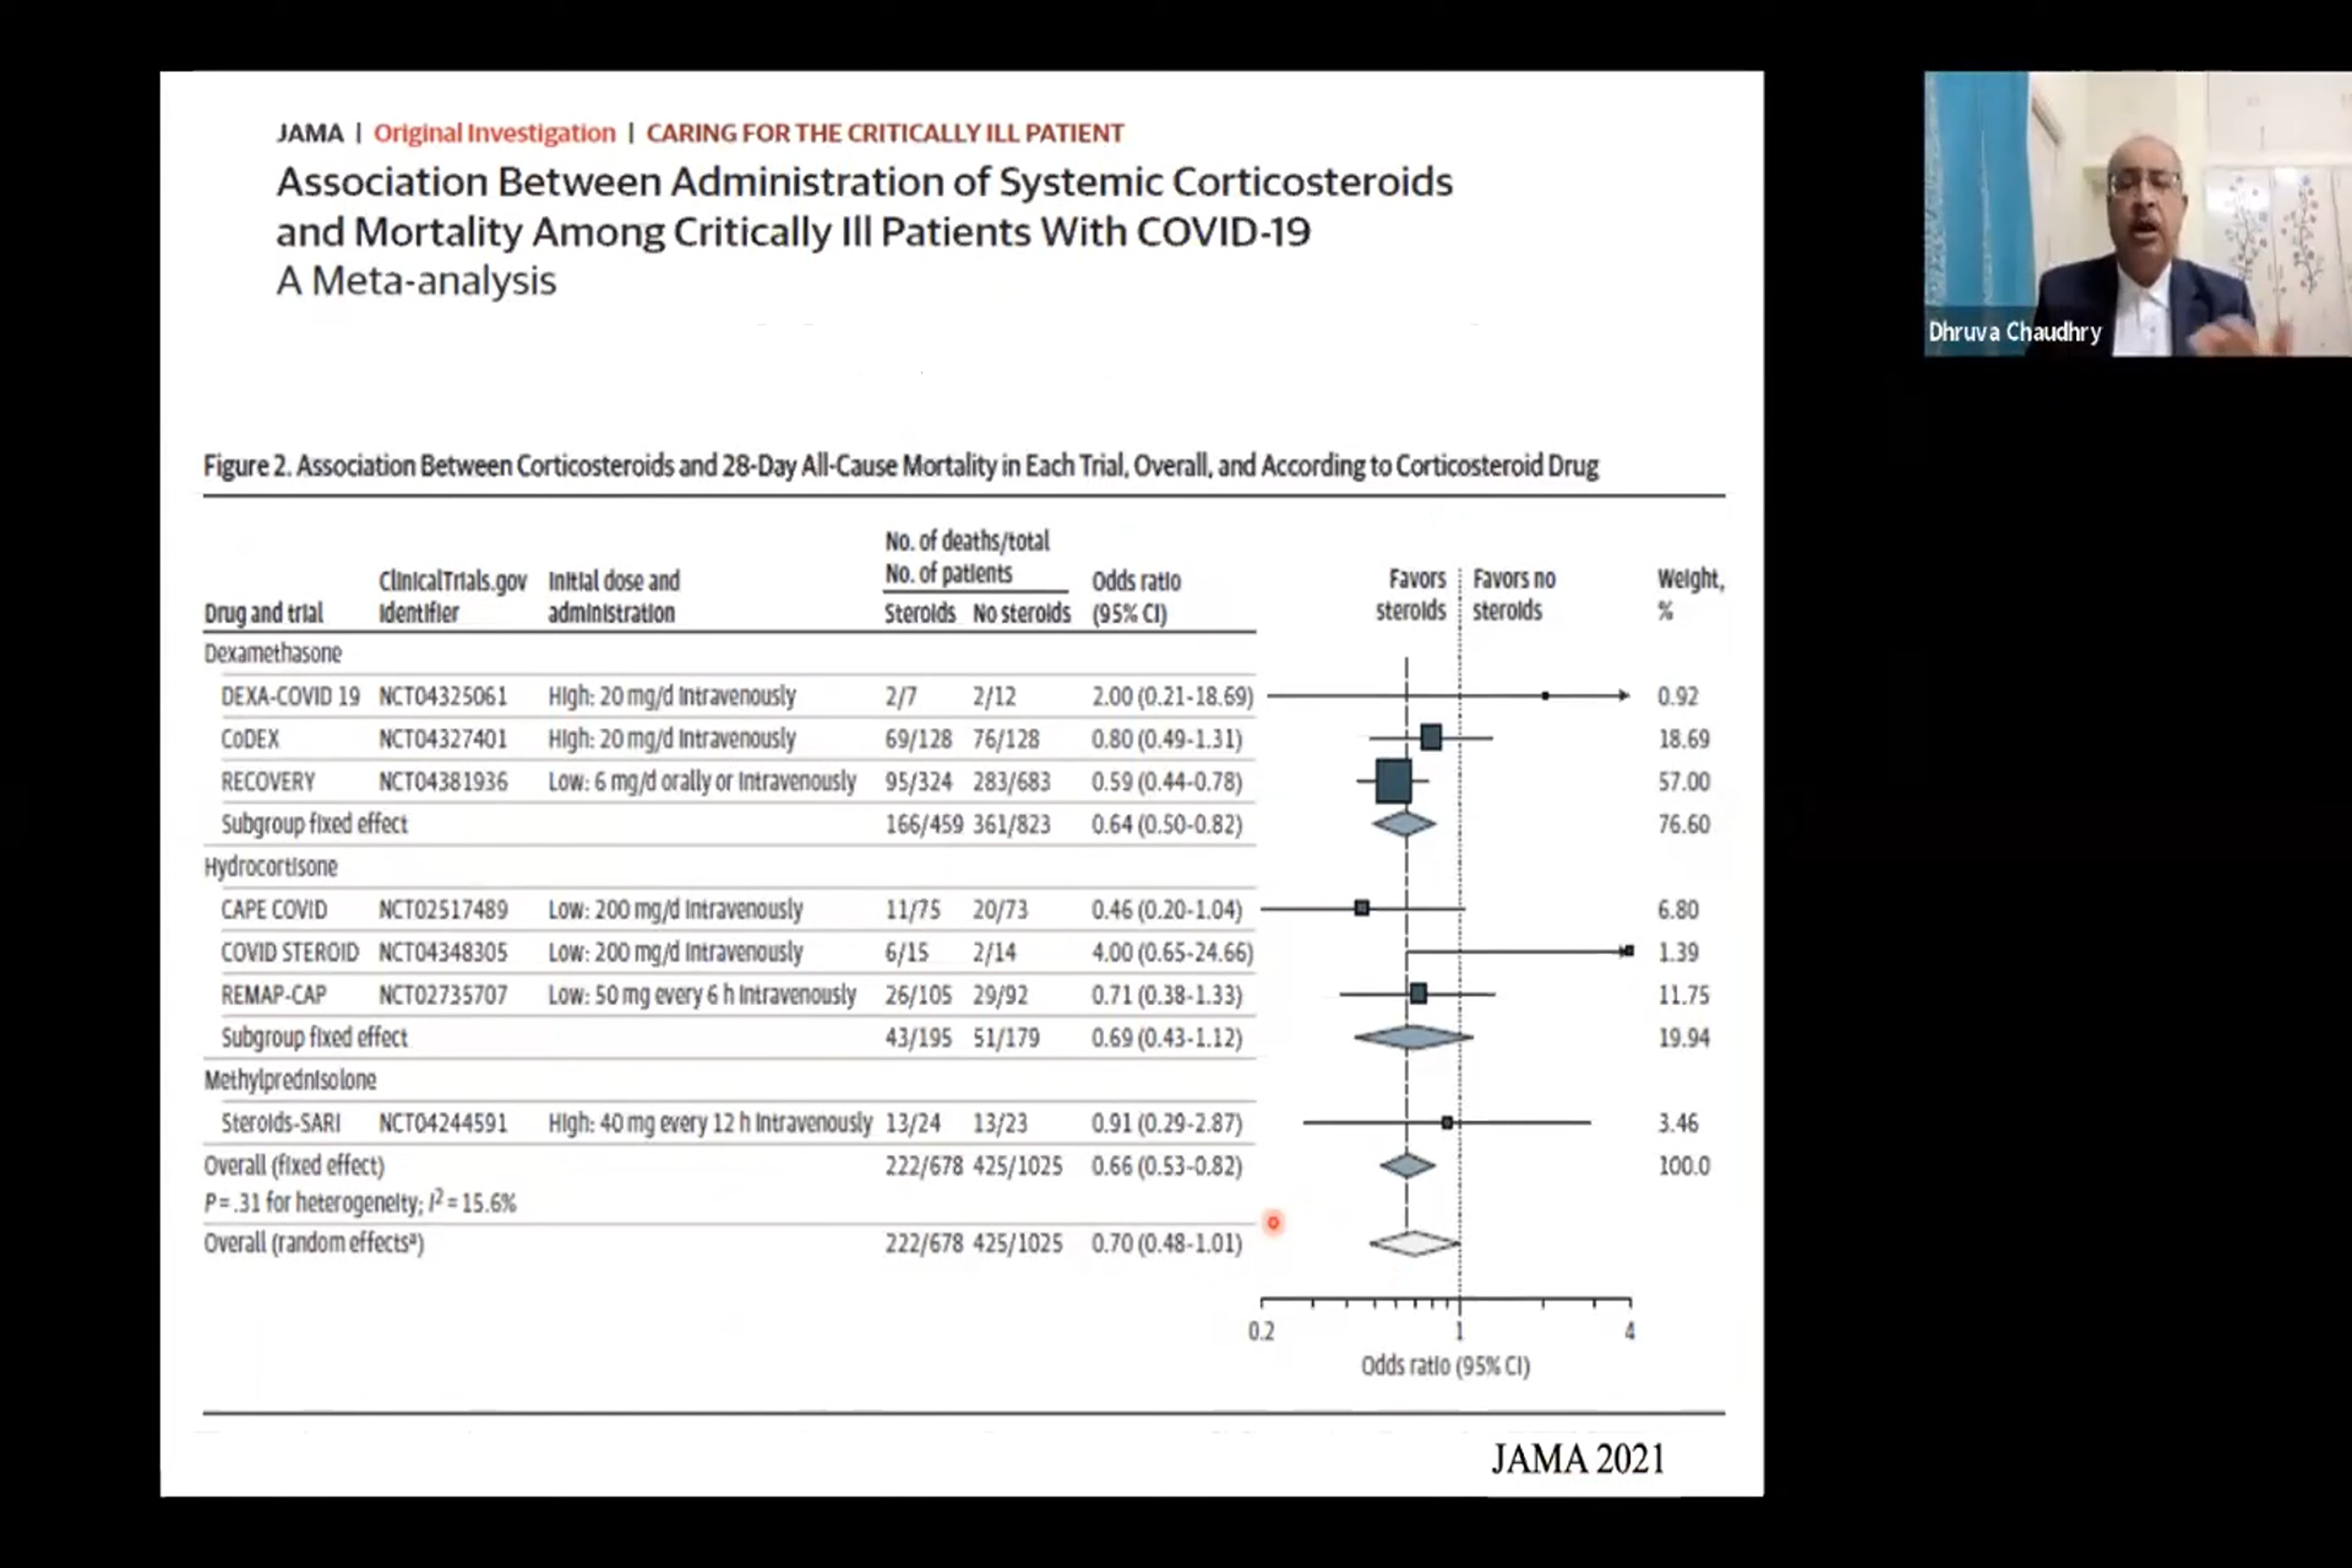 JAMA | Original Investigation | CARING FOR THE CRITICALLY ILL PATIENT
Association Between Administration of Systemic Corticosteroids
and Mortality Among Critically Ill Patients With COVID-19
A Meta-analysis
Dhruva Chaudhry
Figure 2. Association Between Corticosteroids and 28-Day All-Cause Mortality in Each Trial, Overall, and According to Corticosteroid Drug
Drug and trial ClinicalTrials.gov Identifier Initial dose and administration No. of deaths/total No. of patients Steroids No steroids Odds ratio (95% CI) Favors steroids Favors no steroids Weight, %
Dexamethasone
DEXA-COVID 19 NCT04325061 High: 20 mg/d intravenously 2/7 2/12 2.00 (0.21-18.69) 0.92
CoDEX NCT04327401 High: 20 mg/d intravenously 69/128 76/128 0.80 (0.49-1.31) 18.69
RECOVERY NCT04381936 Low: 6 mg/d orally or intravenously 95/324 283/683 0.59 (0.44-0.78) 57.00
Subgroup fixed effect 166/459 361/823 0.64 (0.50-0.82) 76.60
Hydrocortisone
CAPE COVID NCT02517489 Low: 200 mg/d intravenously 11/75 20/73 0.46 (0.20-1.04) 6.80
COVID STEROID NCT04348305 Low: 200 mg/d intravenously 6/15 2/14 4.00 (0.65-24.66) 1.39
REMAP-CAP NCT02735707 Low: 50 mg every 6 h intravenously 26/105 29/92 0.71 (0.38-1.33) 11.75
Subgroup fixed effect 43/195 51/179 0.69 (0.43-1.12) 19.94
Methylprednisolone
Steroids-SARI NCT04244591 High: 40 mg every 12 h intravenously 13/24 13/23 0.91 (0.29-2.87) 3.46
Overall (fixed effect) 222/678 425/1025 0.66 (0.53-0.82) 100.0
P = .31 for heterogeneity; I² = 15.6%
Overall (random effectsᵃ) 222/678 425/1025 0.70 (0.48-1.01)
0.2 1 4
Odds ratio (95% CI)
JAMA 2021